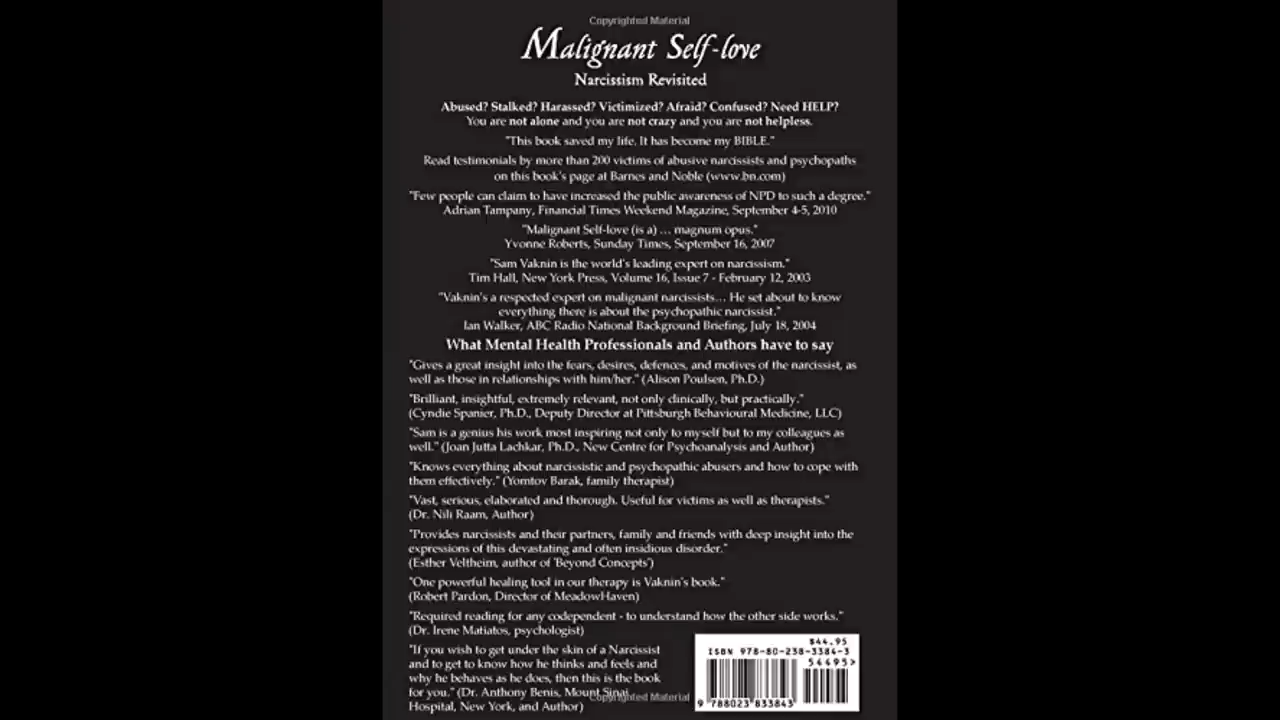 Copyrighted Material
Malignant Self-love
Narcissism Revisited
Abused? Stalked? Harassed? Victimized? Afraid? Confused? Need HELP?
You are not alone and you are not crazy and you are not helpless.
"This book saved my life. It has become my BIBLE."
Read testimonials by more than 200 victims of abusive narcissists and psychopaths
on this book's page at Barnes and Noble (www.bn.com)
"Few people can claim to have increased the public awareness of NPD to such a degree."
Adrian Tampany, Financial Times Weekend Magazine, September 4-5, 2010
"Malignant Self-love (is a) ... magnum opus."
Yvonne Roberts, Sunday Times, September 16, 2007
"Sam Vaknin is the world's leading expert on narcissism."
Tim Hall, New York Press, Volume 16, Issue 7 - February 12, 2003
"Vaknin's a respected expert on malignant narcissists... He set about to know
everything there is about the psychopathic narcissist."
Ian Walker, ABC Radio National Background Briefing, July 18, 2004
What Mental Health Professionals and Authors have to say
"Gives a great insight into the fears, desires, defences, and motives of the narcissist, as
well as those in relationships with him/her." (Alison Poulsen, Ph.D.)
"Brilliant, insightful, extremely relevant, not only clinically, but practically."
(Cyndie Spanier, Ph.D., Deputy Director at Pittsburgh Behavioural Medicine, LLC)
"Sam is a genius his work most inspiring not only to myself but to my colleagues as
well." (Joan Jutta Lachkar, Ph.D., New Centre for Psychoanalysis and Author)
"Knows everything about narcissistic and psychopathic abusers and how to cope with
them effectively." (Yomtov Barak, family therapist)
"Vast, serious, elaborated and thorough. Useful for victims as well as therapists."
(Dr. Nili Raam, Author)
"Provides narcissists and their partners, family and friends with deep insight into the
expressions of this devastating and often insidious disorder."
(Esther Veltheim, author of 'Beyond Concepts')
"One powerful healing tool in our therapy is Vaknin's book."
(Robert Pardon, Director of MeadowHaven)
"Required reading for any codependent - to understand how the other side works."
(Dr. Irene Matiatos, psychologist)
"If you wish to get under the skin of a Narcissist
and to get to know how he thinks and feels and
why he behaves as he does, then this is the book
for you." (Dr. Anthony Benis, Mount Sinai
Hospital, New York, and Author)
Copyrighted Material
$44.95
ISBN 978-80-238-3384-3
54495>
9 788023 833843